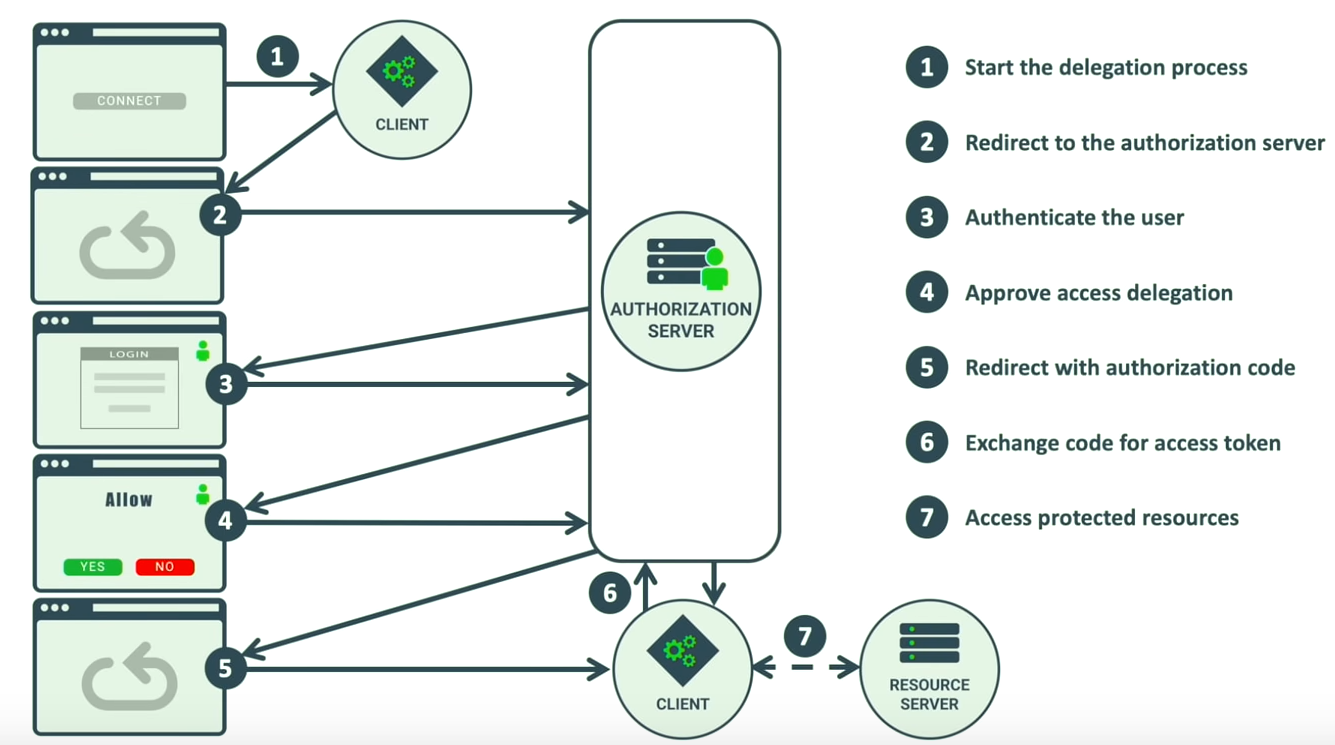 CONNECT
1
CLIENT
2
AUTHORIZATION
SERVER
LOGIN
3
Allow
4
YES NO
5
6
CLIENT
7
RESOURCE
SERVER
1 Start the delegation process
2 Redirect to the authorization server
3 Authenticate the user
4 Approve access delegation
5 Redirect with authorization code
6 Exchange code for access token
7 Access protected resources